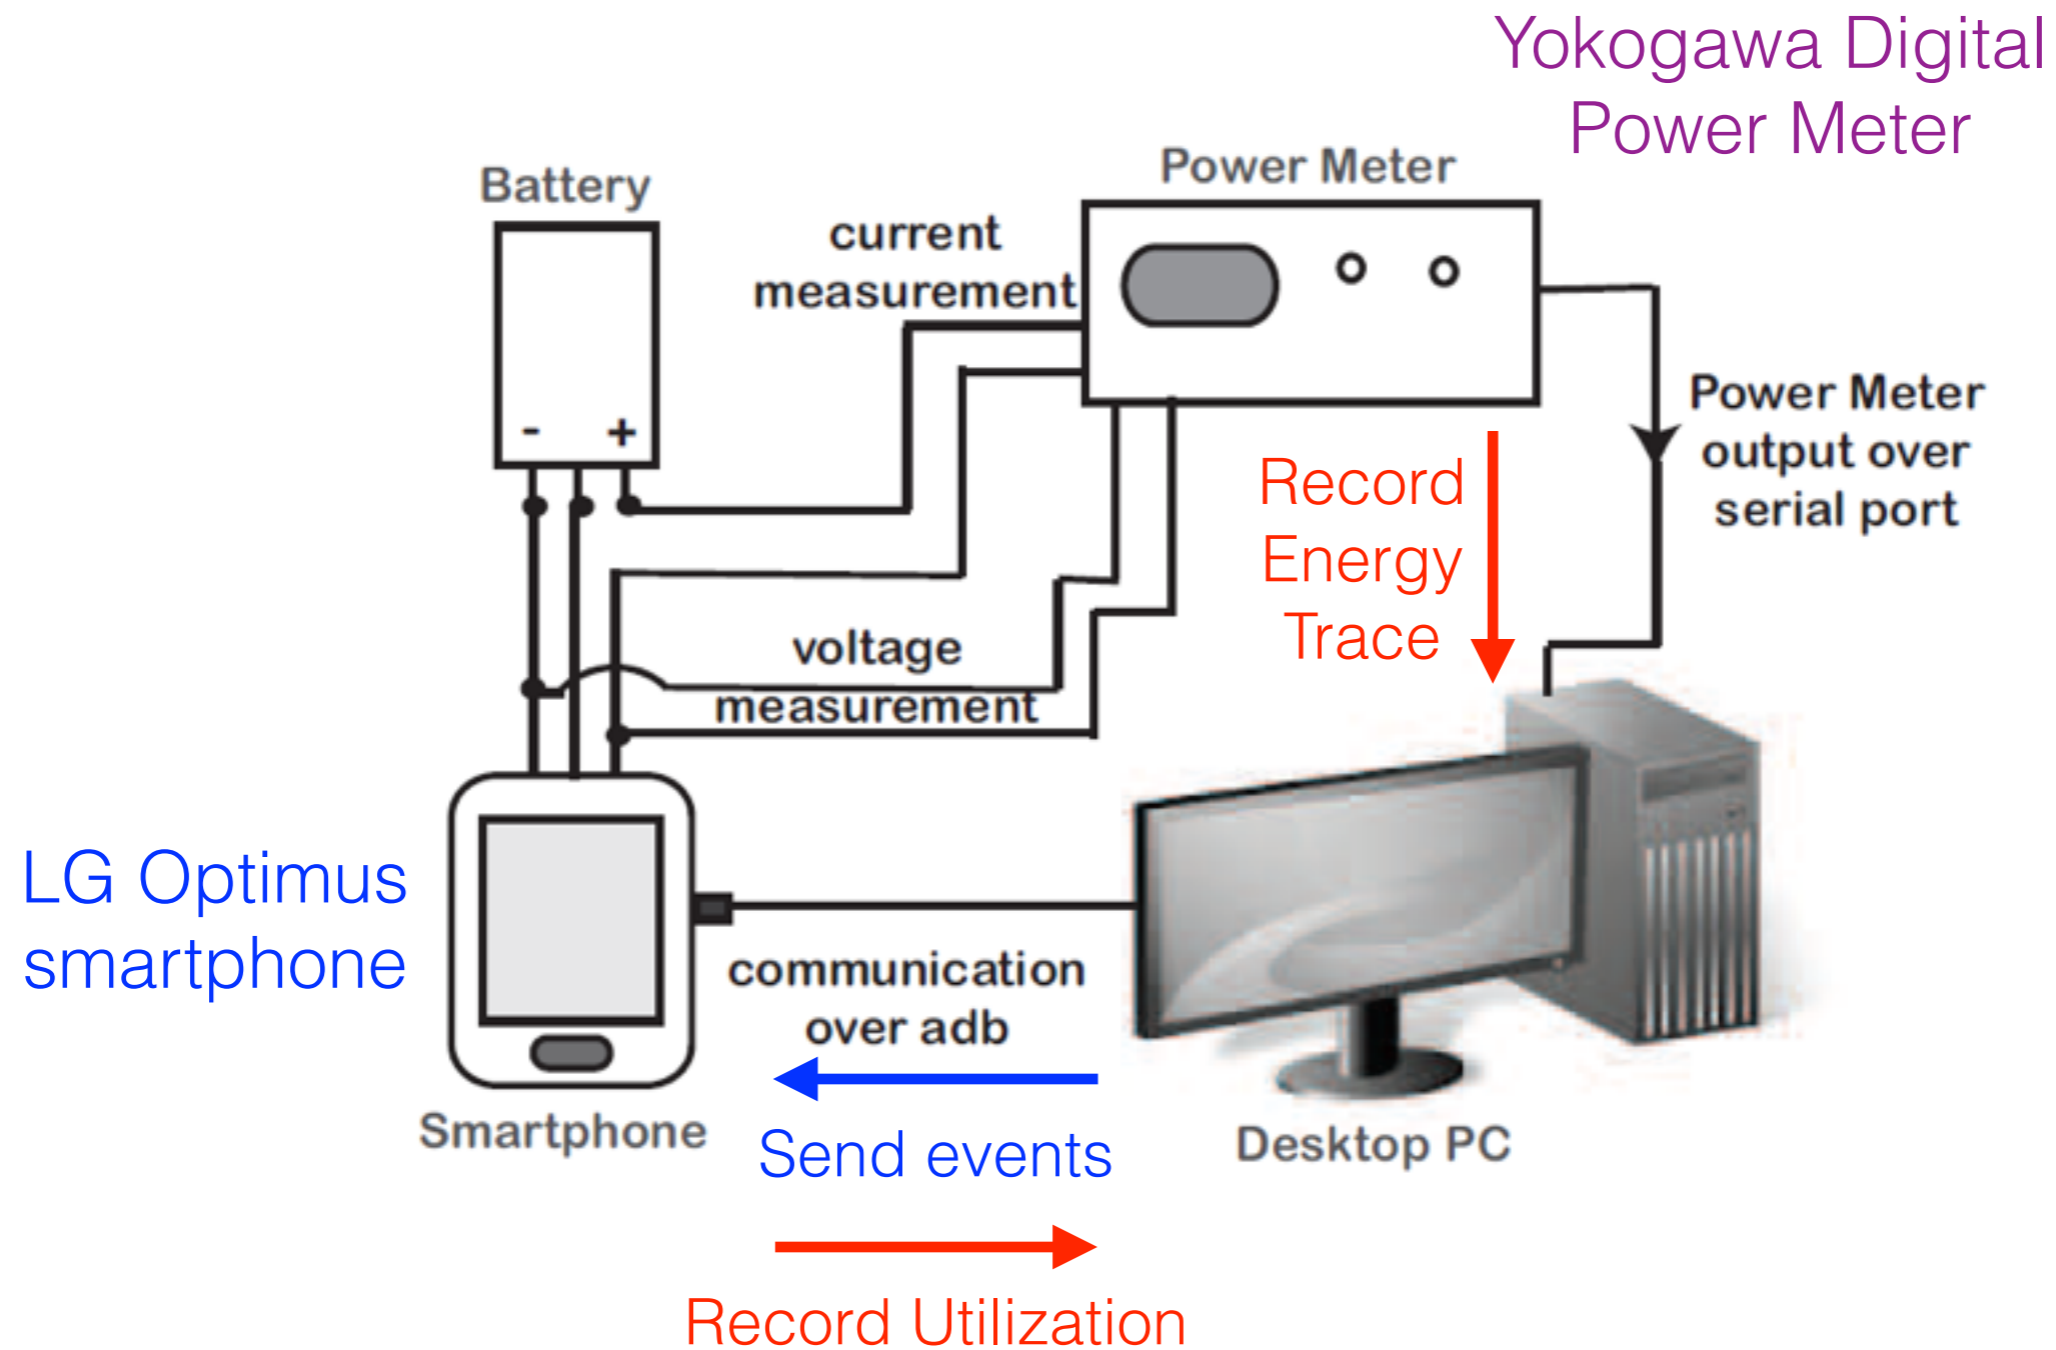 Yokogawa Digital
Power Meter
Battery
Power Meter
current
measurement
- +
Power Meter
output over
serial port
Record
Energy
Trace
voltage
measurement
LG Optimus
smartphone
communication
over adb
Smartphone
Send events
Desktop PC
Record Utilization